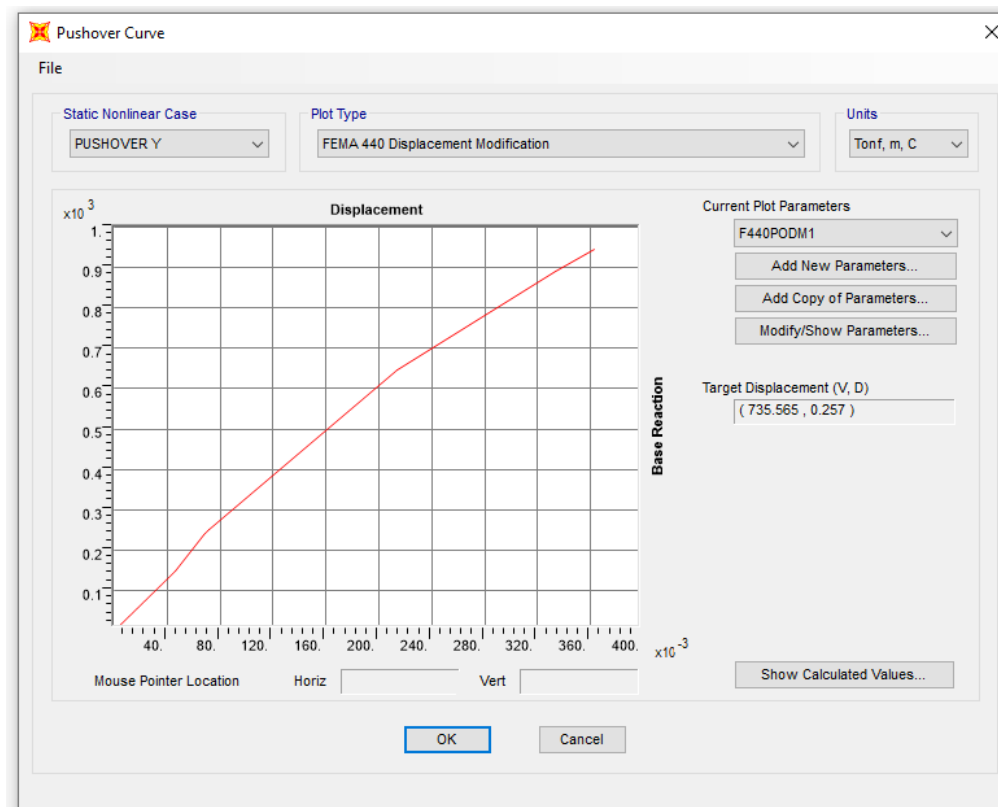 Pushover Curve
File
Static Nonlinear Case
PUSHOVER Y
Plot Type
FEMA 440 Displacement Modification
Units
Tonf, m, C
x10 3
Displacement
1.
0.9
0.8
0.7
0.6
0.5
0.4
0.3
0.2
0.1
40. 80. 120. 160. 200. 240. 280. 320. 360. 400.
x10 -3
Base Reaction
Current Plot Parameters
F440PODM1
Add New Parameters...
Add Copy of Parameters...
Modify/Show Parameters...
Target Displacement (V, D)
( 735.565 , 0.257 )
Mouse Pointer Location
Horiz
Vert
Show Calculated Values...
OK
Cancel